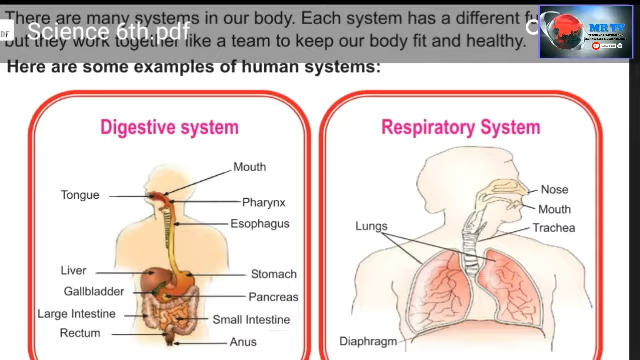 There are many systems in our body. Each system has a different fu
Science 6th.pdf
but they work together like a team to keep our body fit and healthy.
Here are some examples of human systems:
MR TV
Digestive system
Mouth
Tongue
Pharynx
Esophagus
Liver
Stomach
Gallbladder
Pancreas
Large Intestine
Small Intestine
Rectum
Anus
Respiratory System
Nose
Mouth
Trachea
Lungs
Diaphragm